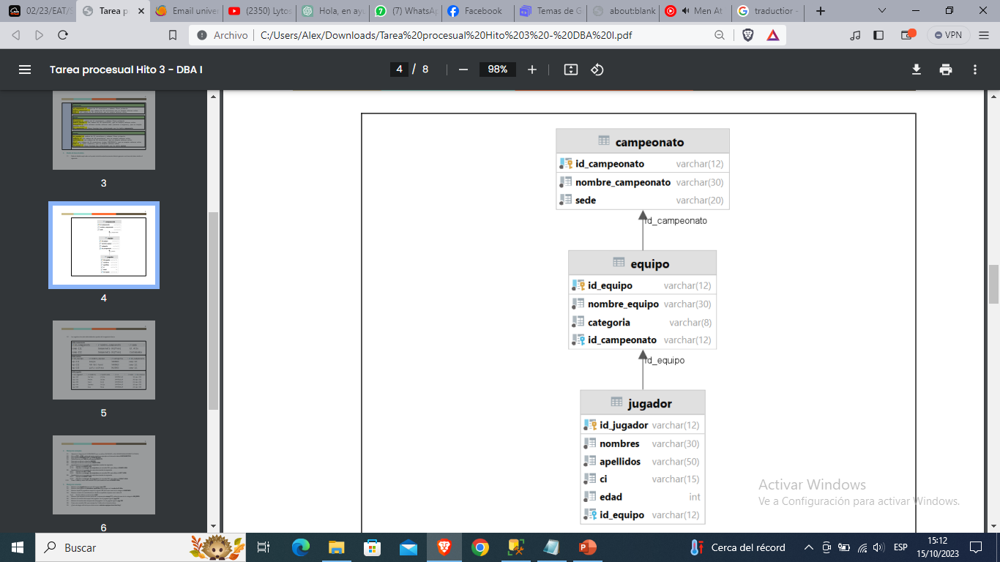 02/23/EAT/S
Tarea p
Email univer
(2350) Lytos
Hola, en ayu
(7) WhatsAp
Facebook
Temas de G
about:blank
Men At
traductior -
Archivo
C:/Users/Alex/Downloads/Tarea%20procesual%20Hito%203%20-%20DBA%20I.pdf
VPN
Tarea procesual Hito 3 - DBA I
4 / 8
98%
3
4
5
6
campeonato
id_campeonato varchar(12)
nombre_campeonato varchar(30)
sede varchar(20)
id_campeonato
equipo
id_equipo varchar(12)
nombre_equipo varchar(30)
categoria varchar(8)
id_campeonato varchar(12)
id_equipo
jugador
id_jugador varchar(12)
nombres varchar(30)
apellidos varchar(50)
ci varchar(15)
edad int
id_equipo varchar(12)
Activar Windows
Ve a Configuración para activar Windows.
Buscar
Cerca del récord
ESP
15:12
15/10/2023